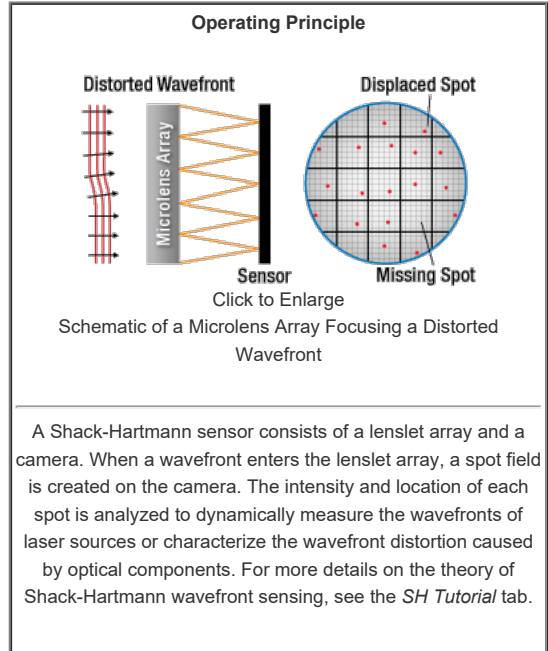 Operating Principle
Distorted Wavefront
Displaced Spot
Microlens Array
Sensor
Missing Spot
Click to Enlarge
Schematic of a Microlens Array Focusing a Distorted
Wavefront
A Shack-Hartmann sensor consists of a lenslet array and a
camera. When a wavefront enters the lenslet array, a spot field
is created on the camera. The intensity and location of each
spot is analyzed to dynamically measure the wavefronts of
laser sources or characterize the wavefront distortion caused
by optical components. For more details on the theory of
Shack-Hartmann wavefront sensing, see the SH Tutorial tab.